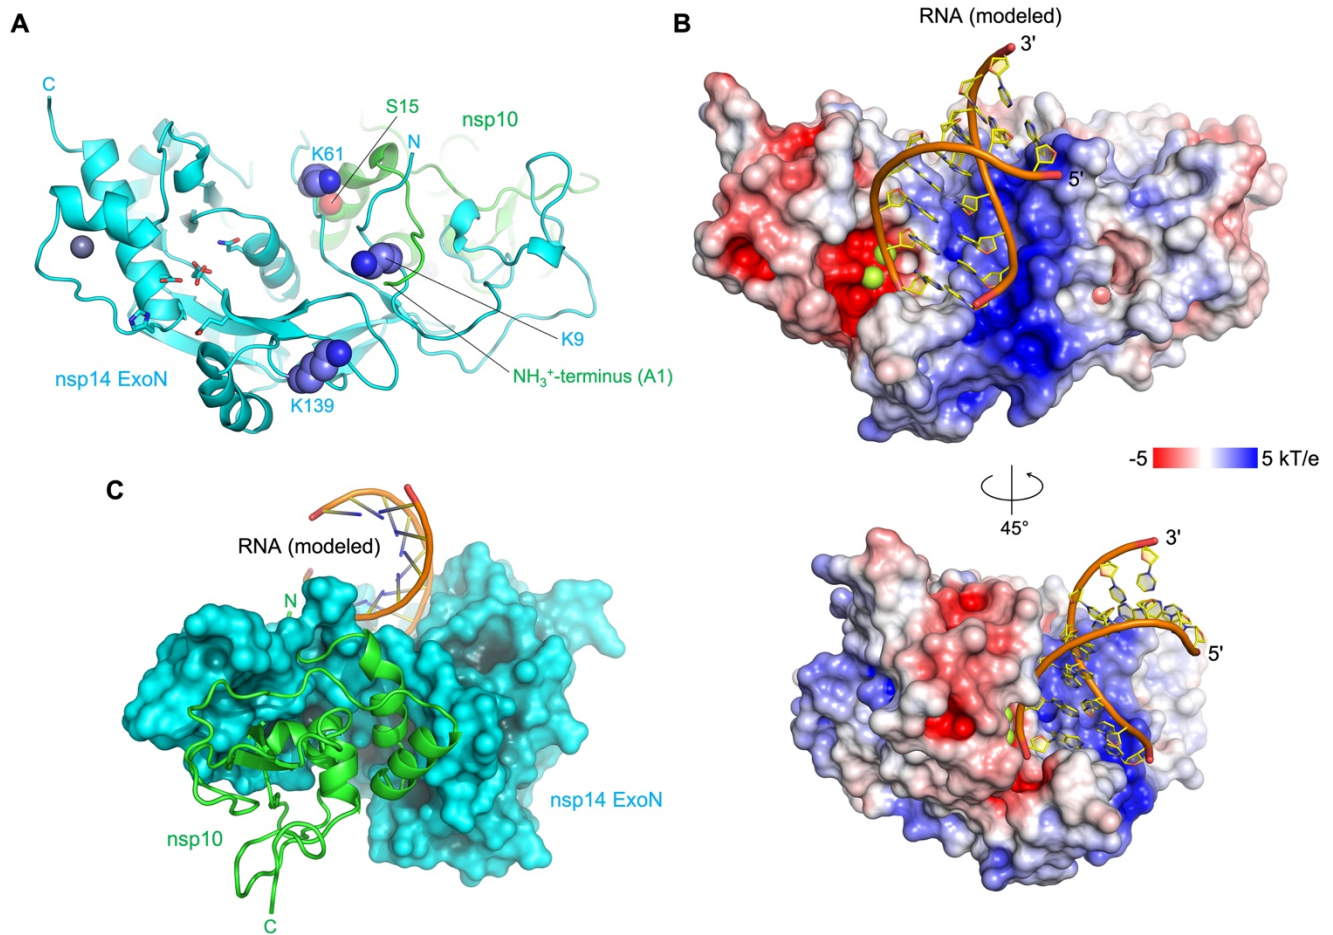 A
C
S15
nsp10
K61
N
K9
NH₃⁺-terminus (A1)
nsp14 ExoN
K139
B
RNA (modeled)
3'
5'
-5
5 kT/e
45°
3'
5'
C
RNA (modeled)
N
nsp14 ExoN
nsp10
C